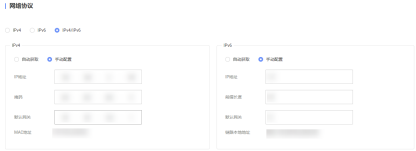 网络协议
IPv4 IPv6 IPv4/IPv6
IPv4
自动获取 手动配置
IP地址
掩码
默认网关
MAC地址
IPv6
自动获取 手动配置
IP地址
前缀长度
默认网关
链路本地地址